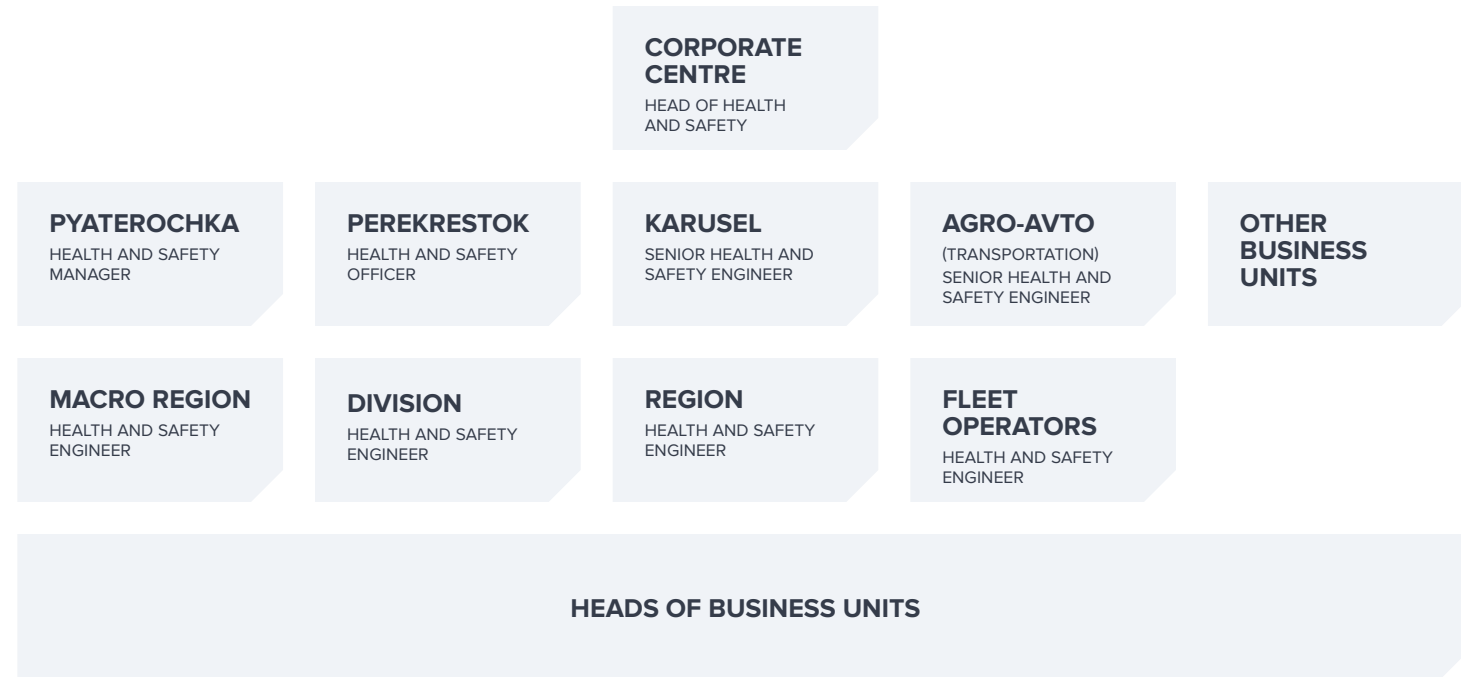 CORPORATE
CENTRE
HEAD OF HEALTH
AND SAFETY
PYATEROCHKA
HEALTH AND SAFETY
MANAGER
PEREKRESTOK
HEALTH AND SAFETY
OFFICER
KARUSEL
SENIOR HEALTH AND
SAFETY ENGINEER
AGRO-AVTO
(TRANSPORTATION)
SENIOR HEALTH AND
SAFETY ENGINEER
OTHER
BUSINESS
UNITS
MACRO REGION
HEALTH AND SAFETY
ENGINEER
DIVISION
HEALTH AND SAFETY
ENGINEER
REGION
HEALTH AND SAFETY
ENGINEER
FLEET
OPERATORS
HEALTH AND SAFETY
ENGINEER
HEADS OF BUSINESS UNITS